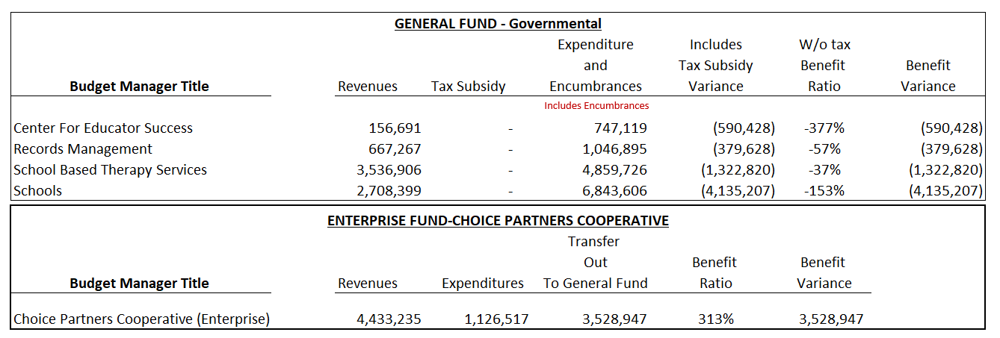 GENERAL FUND - Governmental
Expenditure Includes W/o tax
and Tax Subsidy Benefit Benefit
Budget Manager Title Revenues Tax Subsidy Encumbrances Variance Ratio Variance
Includes Encumbrances
Center For Educator Success 156,691 - 747,119 (590,428) -377% (590,428)
Records Management 667,267 - 1,046,895 (379,628) -57% (379,628)
School Based Therapy Services 3,536,906 - 4,859,726 (1,322,820) -37% (1,322,820)
Schools 2,708,399 - 6,843,606 (4,135,207) -153% (4,135,207)
ENTERPRISE FUND-CHOICE PARTNERS COOPERATIVE
Transfer
Out Benefit Benefit
Budget Manager Title Revenues Expenditures To General Fund Ratio Variance
Choice Partners Cooperative (Enterprise) 4,433,235 1,126,517 3,528,947 313% 3,528,947